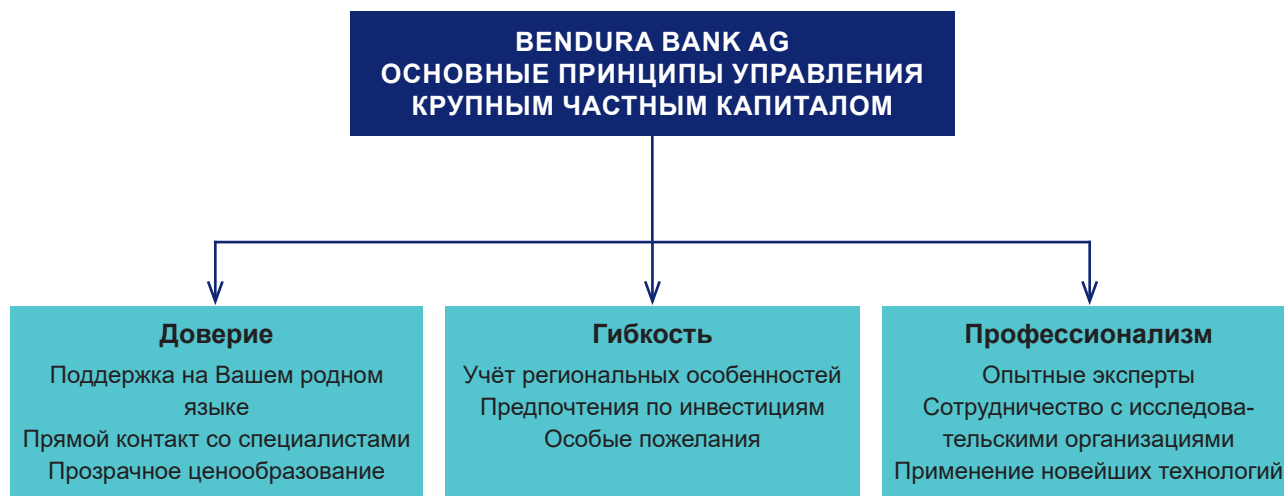 BENDURA BANK AG
ОСНОВНЫЕ ПРИНЦИПЫ УПРАВЛЕНИЯ
КРУПНЫМ ЧАСТНЫМ КАПИТАЛОМ
Доверие
Поддержка на Вашем родном
языке
Прямой контакт со специалистами
Прозрачное ценообразование
Гибкость
Учёт региональных особенностей
Предпочтения по инвестициям
Особые пожелания
Профессионализм
Опытные эксперты
Сотрудничество с исследова-
тельскими организациями
Применение новейших технологий